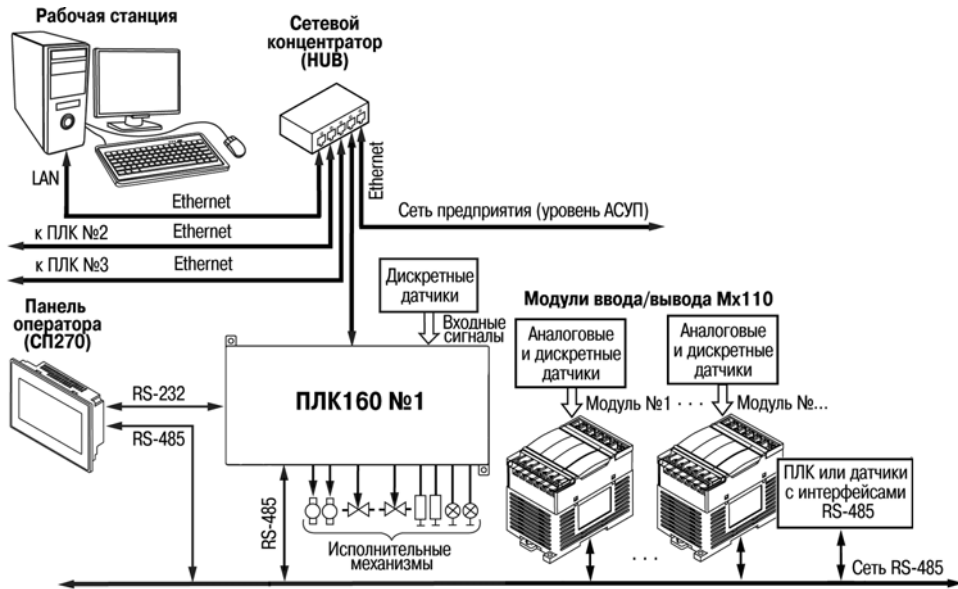 Рабочая станция
Сетевой
концентратор
(HUB)
LAN
Ethernet
Ethernet
Сеть предприятия (уровень АСУП)
к ПЛК №2
Ethernet
к ПЛК №3
Ethernet
Дискретные
датчики
Входные
сигналы
Панель
оператора
(СП270)
RS-232
RS-485
ПЛК160 №1
RS-485
Исполнительные
механизмы
Модули ввода/вывода Мх110
Аналоговые
и дискретные
датчики
Аналоговые
и дискретные
датчики
Модуль №1 · · · Модуль №...
ПЛК или датчики
с интерфейсами
RS-485
. . .
Сеть RS-485